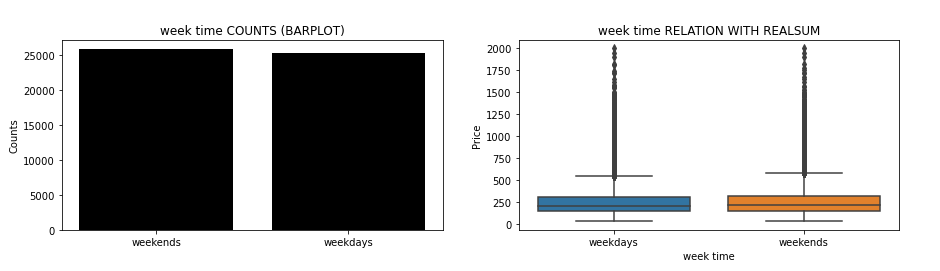 week time COUNTS (BARPLOT)
Counts
25000
20000
15000
10000
5000
0
weekends weekdays
week time RELATION WITH REALSUM
Price
2000
1750
1500
1250
1000
750
500
250
0
weekdays weekends
week time